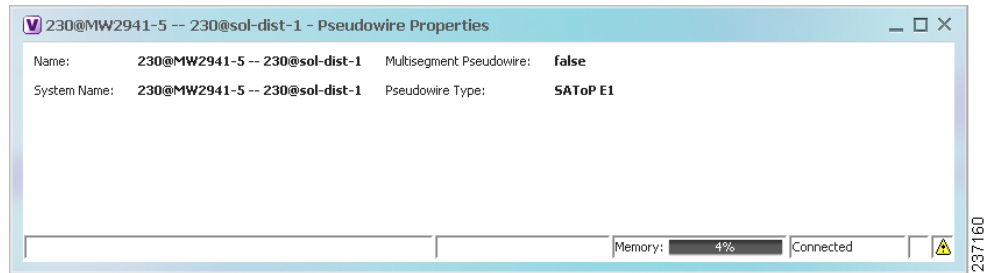 230@MW2941-5 -- 230@sol-dist-1 - Pseudowire Properties
Name: 230@MW2941-5 -- 230@sol-dist-1 Multisegment Pseudowire: false
System Name: 230@MW2941-5 -- 230@sol-dist-1 Pseudowire Type: SAToP E1
Memory: 4% Connected
237160